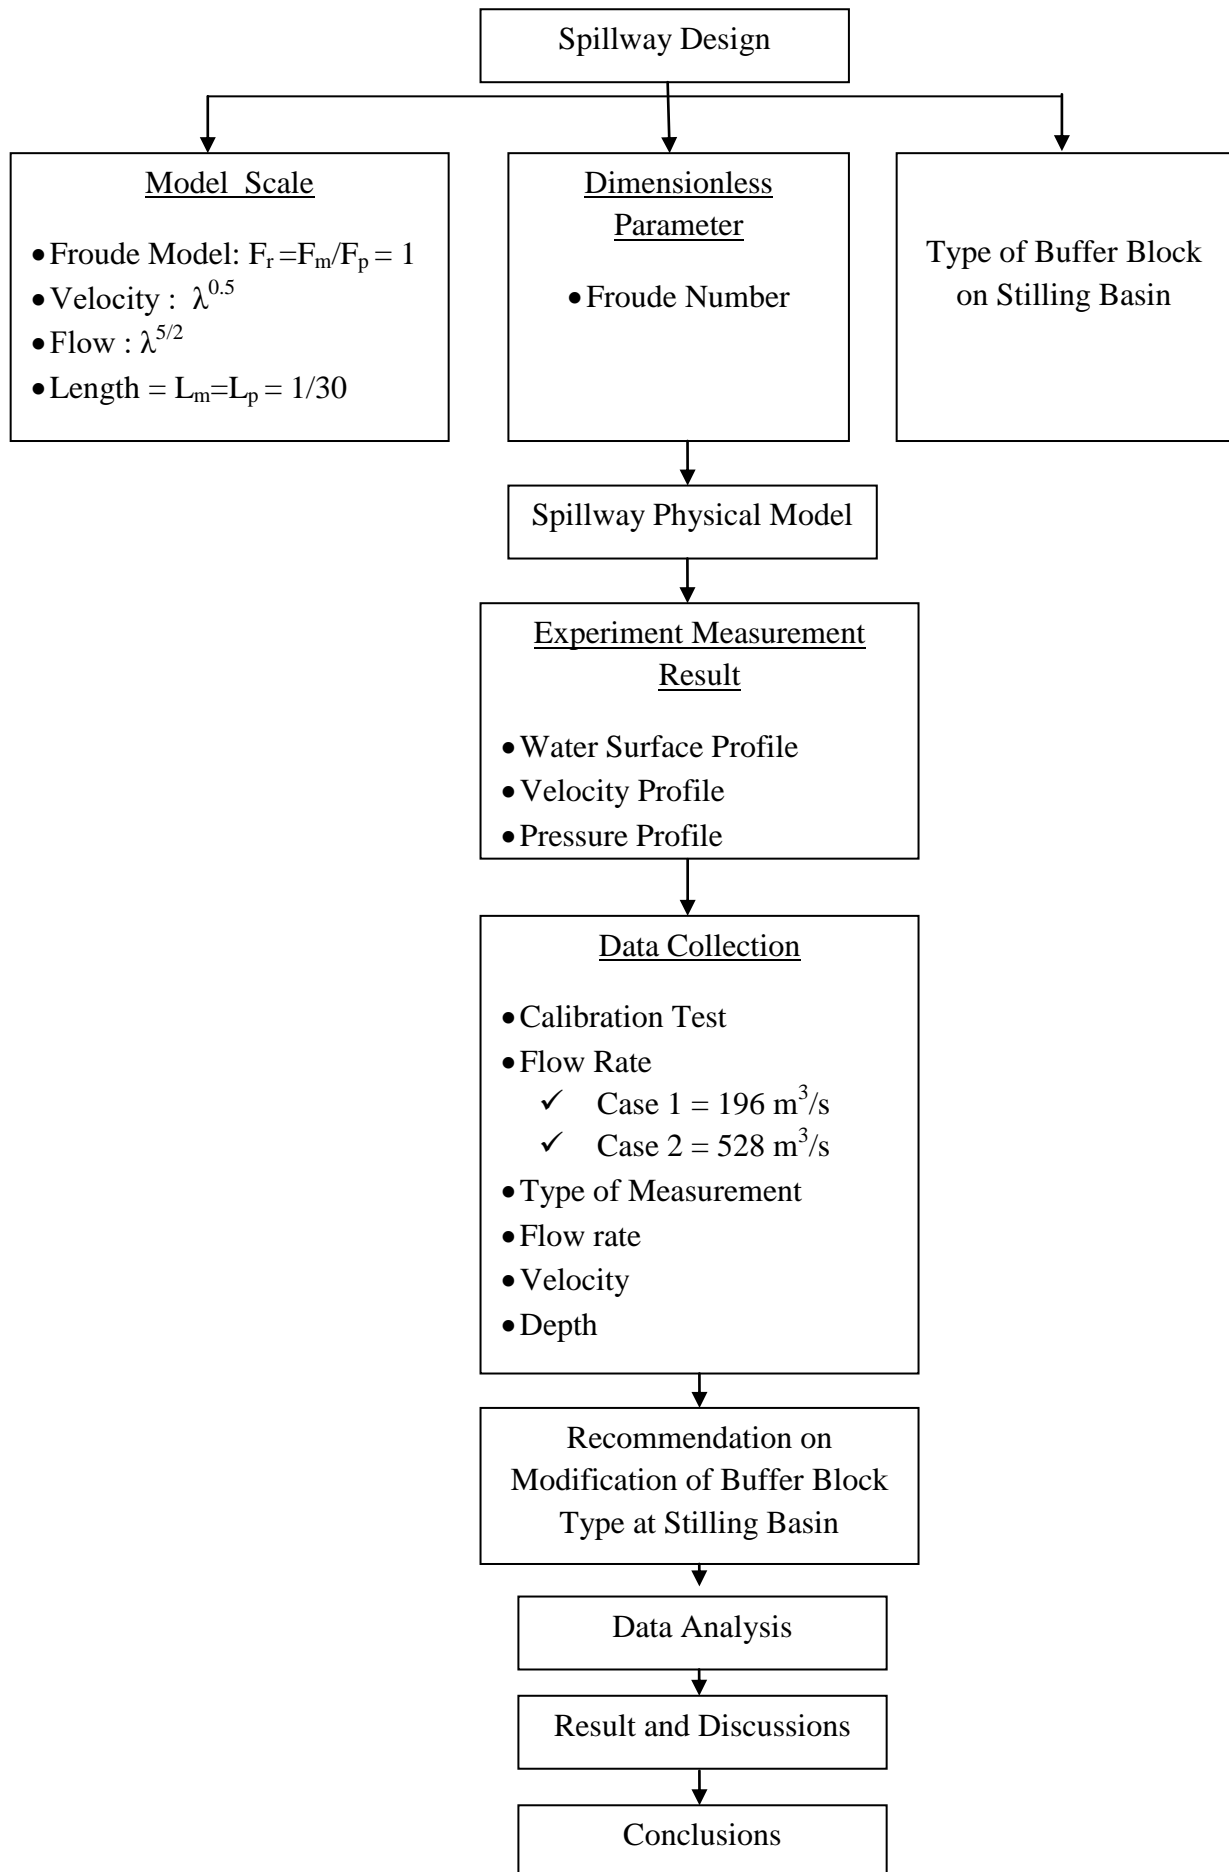 Spillway Design
Model Scale
• Froude Model: Fᵣ =Fₘ/Fₚ = 1
• Velocity : λ^0.5
• Flow : λ^5/2
• Length = Lₘ=Lₚ = 1/30
Dimensionless
Parameter
• Froude Number
Type of Buffer Block
on Stilling Basin
Spillway Physical Model
Experiment Measurement
Result
• Water Surface Profile
• Velocity Profile
• Pressure Profile
Data Collection
• Calibration Test
• Flow Rate
✓ Case 1 = 196 m³/s
✓ Case 2 = 528 m³/s
• Type of Measurement
• Flow rate
• Velocity
• Depth
Recommendation on
Modification of Buffer Block
Type at Stilling Basin
Data Analysis
Result and Discussions
Conclusions